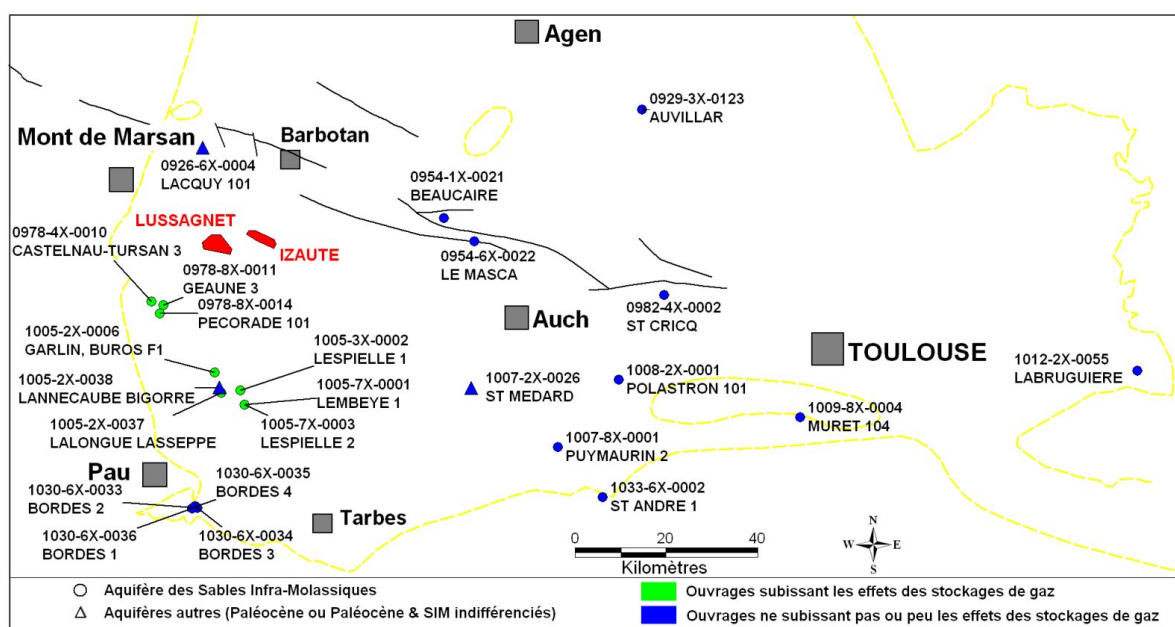 Agen
0929-3X-0123
AUVILLAR
Mont de Marsan
Barbotan
0926-6X-0004
LACQUY 101
0954-1X-0021
BEAUCAIRE
LUSSAGNET
0978-4X-0010
CASTELNAU-TURSAN 3
IZAUTE
0954-6X-0022
LE MASCA
0978-8X-0011
GEAUNE 3
0978-8X-0014
PECORADE 101
0982-4X-0002
ST CRICQ
Auch
1005-2X-0006
GARLIN, BUROS F1
1005-3X-0002
LESPIELLE 1
TOULOUSE
1012-2X-0055
LABRUGUIERE
1005-2X-0038
LANNECAUBE BIGORRE
1005-7X-0001
LEMBEYE 1
1007-2X-0026
ST MEDARD
1008-2X-0001
POLASTRON 101
1009-8X-0004
MURET 104
1005-2X-0037
LALONGUE LASSEPPE
1005-7X-0003
LESPIELLE 2
1007-8X-0001
PUYMAURIN 2
Pau
1030-6X-0035
BORDES 4
1030-6X-0033
BORDES 2
1033-6X-0002
ST ANDRE 1
Tarbes
1030-6X-0036
BORDES 1
1030-6X-0034
BORDES 3
0 20 40
Kilomètres
N
W E
S
Aquifère des Sables Infra-Molassiques
Aquifères autres (Paléocène ou Paléocène & SIM indifférenciés)
Ouvrages subissant les effets des stockages de gaz
Ouvrages ne subissant pas ou peu les effets des stockages de gaz